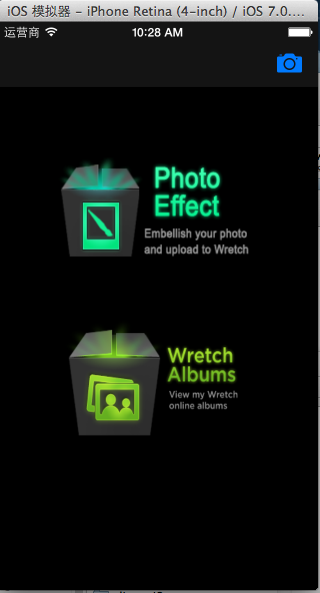 iOS 模拟器 - iPhone Retina (4-inch) / iOS 7.0....
运营商 10:28 AM
Photo
Effect
Embellish your photo
and upload to Wretch
Wretch
Albums
View my Wretch
online albums